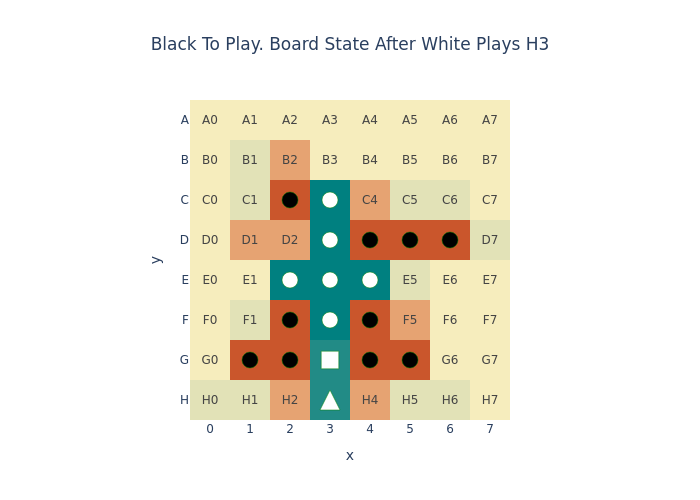 Black To Play. Board State After White Plays H3
A A0 A1 A2 A3 A4 A5 A6 A7
B B0 B1 B2 B3 B4 B5 B6 B7
C C0 C1 C4 C5 C6 C7
D D0 D1 D2 D7
y
E E0 E1 E5 E6 E7
F F0 F1 F5 F6 F7
G G0 G6 G7
H H0 H1 H2 H4 H5 H6 H7
0 1 2 3 4 5 6 7
x